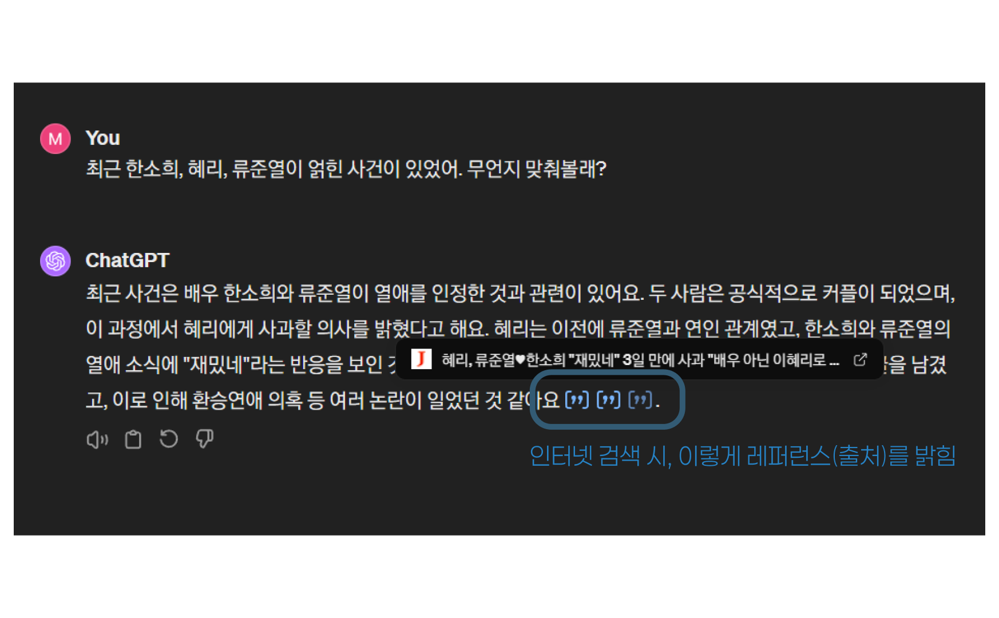 M
You
최근 한소희, 혜리, 류준열이 얽힌 사건이 있었어. 무언지 맞춰볼래?
ChatGPT
최근 사건은 배우 한소희와 류준열이 열애를 인정한 것과 관련이 있어요. 두 사람은 공식적으로 커플이 되었으며,
이 과정에서 혜리에게 사과할 의사를 밝혔다고 해요. 혜리는 이전에 류준열과 연인 관계였고, 한소희와 류준열의
열애 소식에 "재밌네"라는 반응을 보인 남겼
J 혜리, 류준열♥한소희 "재밌네" 3일 만에 사과 "배우 아닌 이혜리로 ...
고, 이로 인해 환승연애 의혹 등 여러 논란이 일었던 것 같아요 [”] [”] [”].
인터넷 검색 시, 이렇게 레퍼런스(출처)를 밝힘